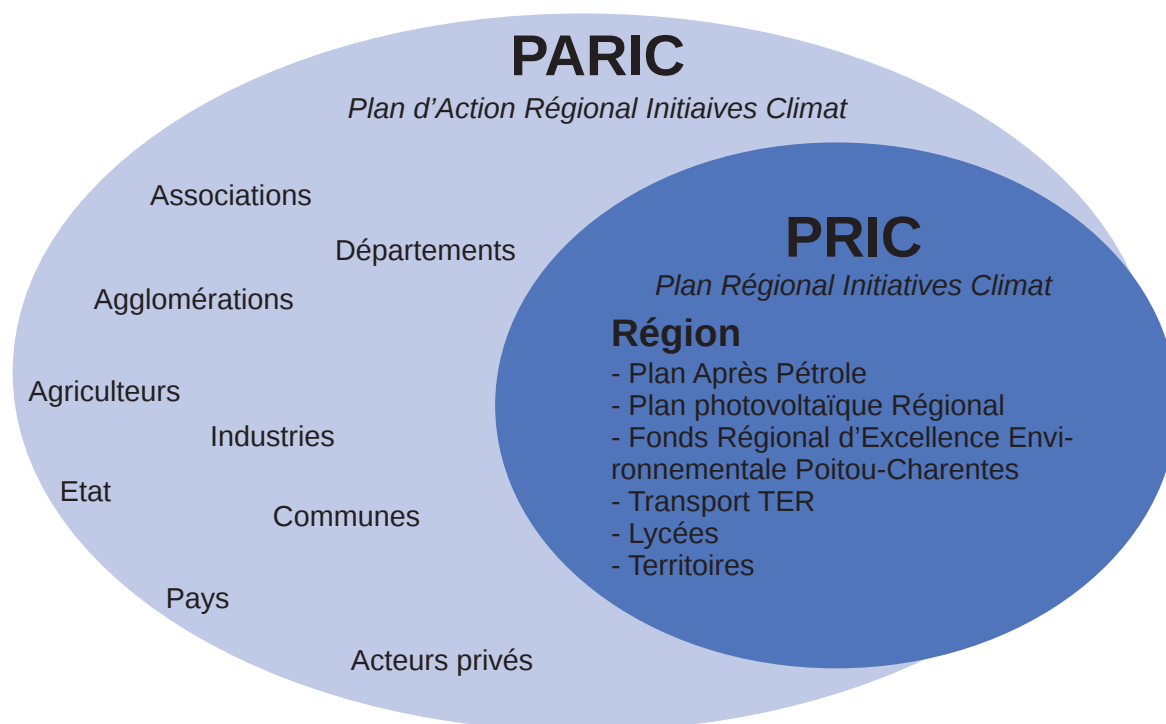 PARIC
Plan d’Action Régional Initiaives Climat
Associations
Départements
Agglomérations
Agriculteurs
Industries
Etat
Communes
Pays
Acteurs privés
PRIC
Plan Régional Initiatives Climat
Région
- Plan Après Pétrole
- Plan photovoltaïque Régional
- Fonds Régional d’Excellence Envi-
ronnementale Poitou-Charentes
- Transport TER
- Lycées
- Territoires